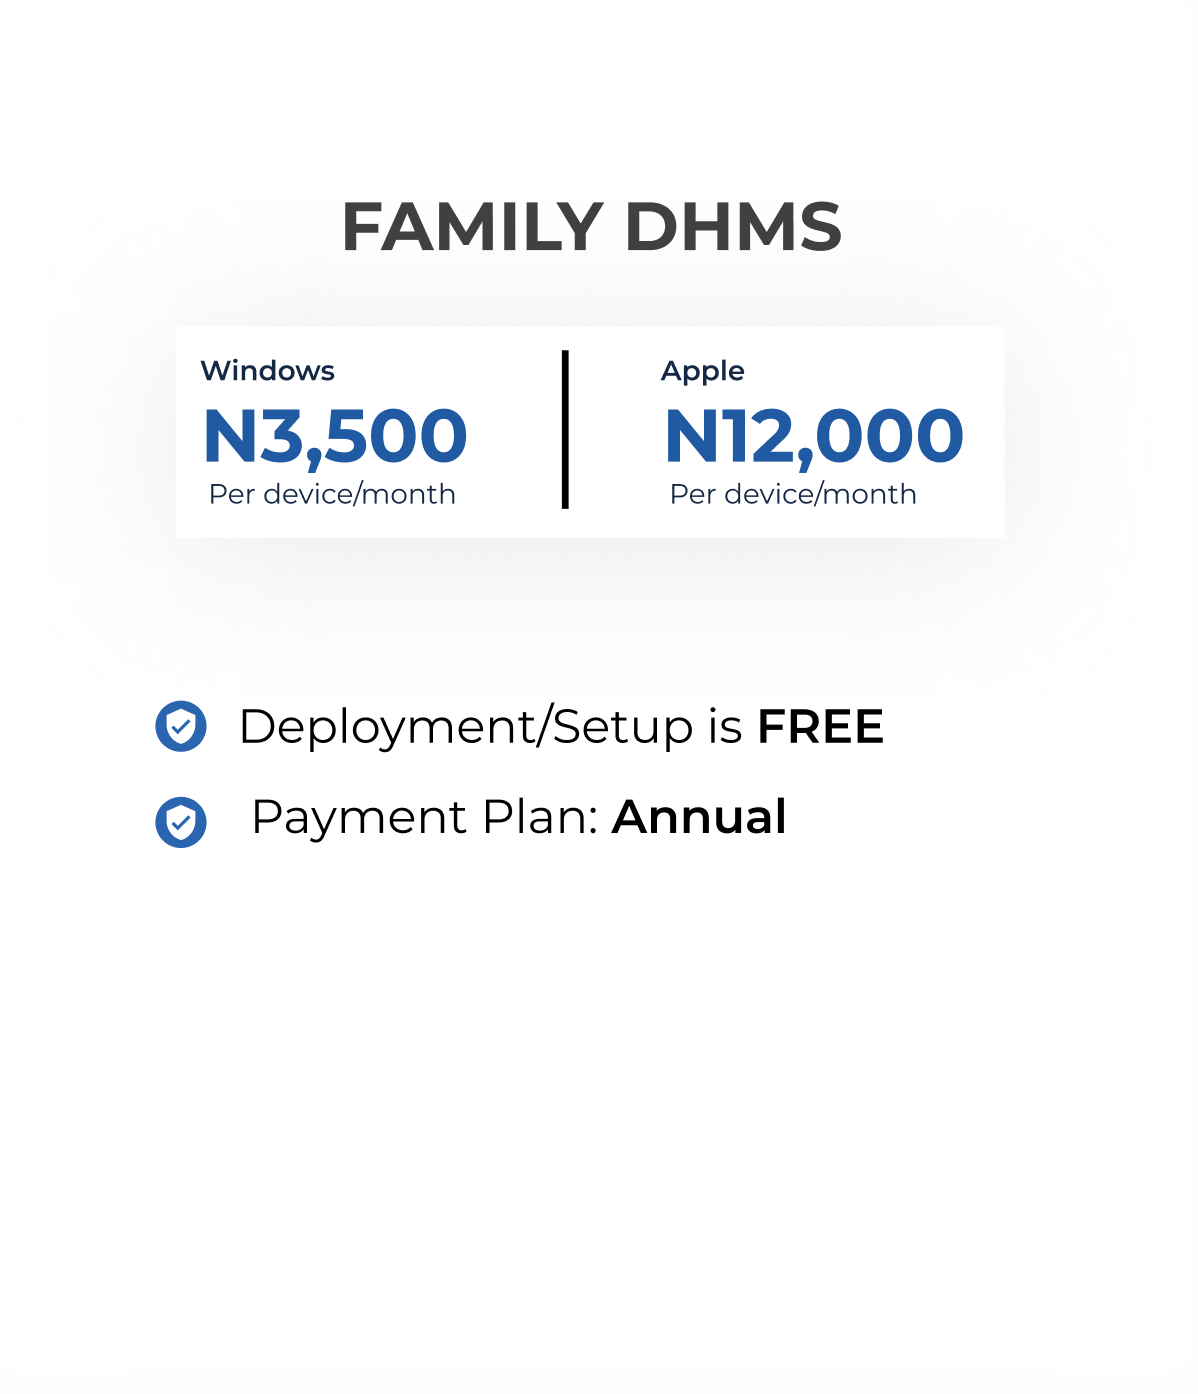 FAMILY DHMS
Windows
N3,500
Per device/month
Apple
N12,000
Per device/month
Deployment/Setup is FREE
Payment Plan: Annual